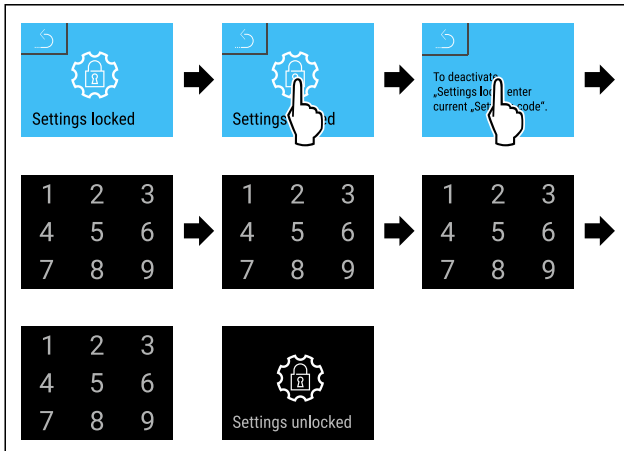 Settings locked
Settings
To deactivate
„Settings enter
current „Set code“.
1 2 3
4 5 6
7 8 9
1 2 3
4 5 6
7 8 9
1 2 3
4 5 6
7 8 9
1 2 3
4 5 6
7 8 9
Settings unlocked